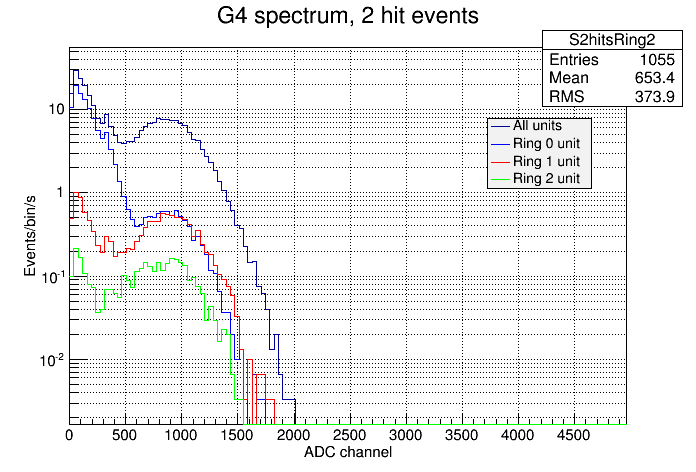 G4 spectrum, 2 hit events
S2hitsRing2
Entries 1055
Mean 653.4
RMS 373.9
All units
Ring 0 unit
Ring 1 unit
Ring 2 unit
Events/bin/s
10
1
10^-1
10^-2
0 500 1000 1500 2000 2500 3000 3500 4000 4500
ADC channel